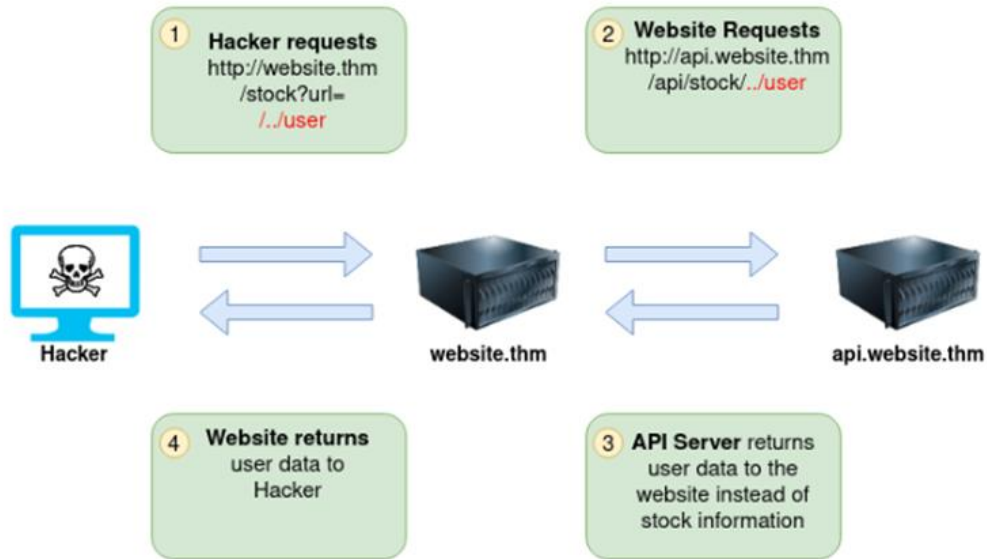 1
Hacker requests
http://website.thm
/stock?url=
/../user
2
Website Requests
http://api.website.thm
/api/stock/../user
Hacker
website.thm
api.website.thm
4
Website returns
user data to
Hacker
3
API Server returns
user data to the
website instead of
stock information